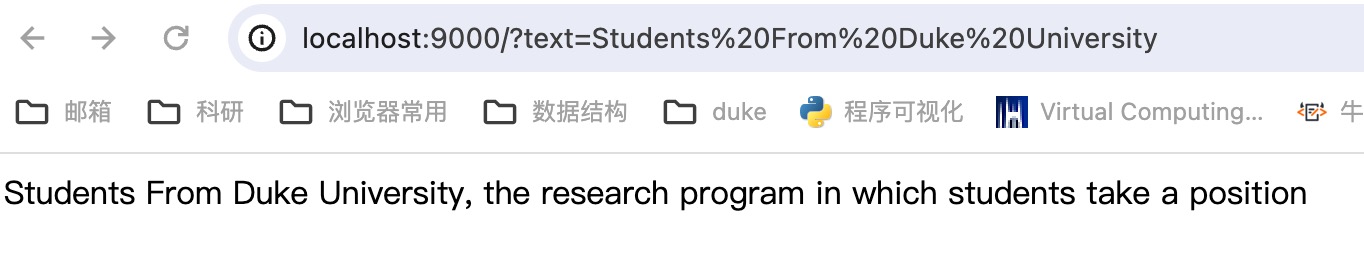 localhost:9000/?text=Students%20From%20Duke%20University
邮箱 科研 浏览器常用 数据结构 duke 程序可视化 Virtual Computing... 牛
Students From Duke University, the research program in which students take a position